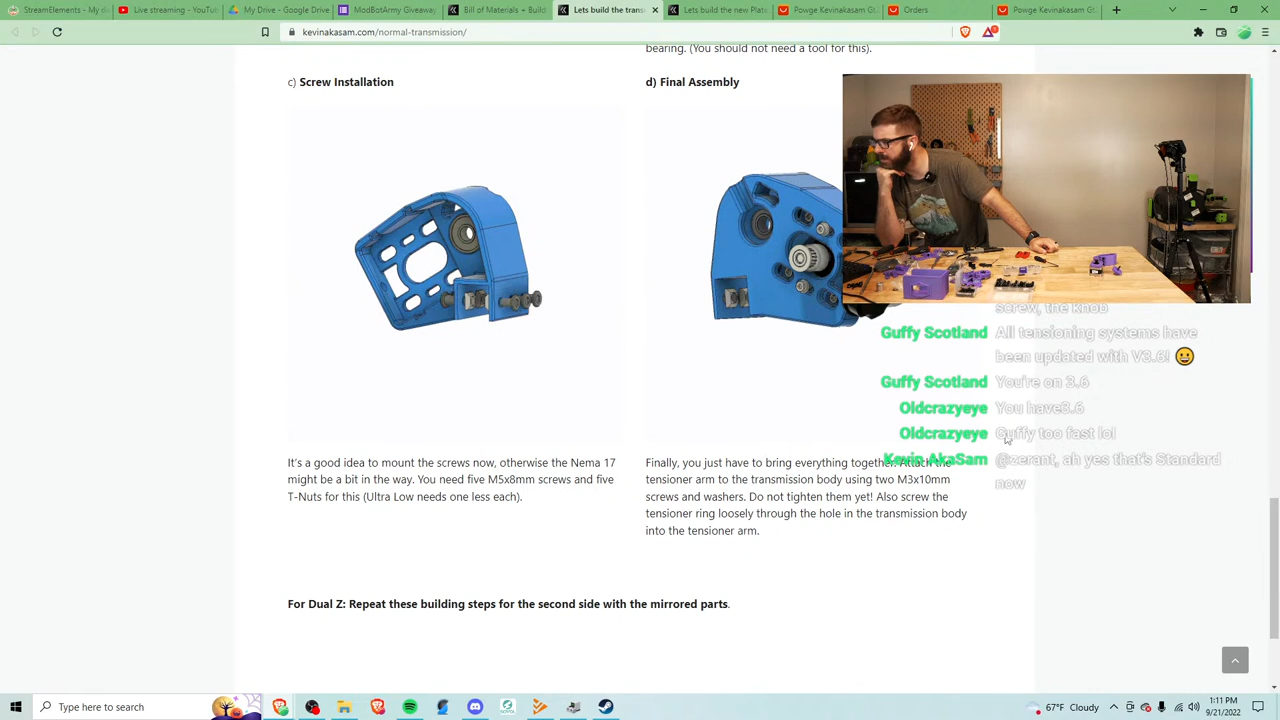 StreamElements - My da
Live streaming - YouTu
My Drive - Google Drive
ModBotArmy Giveaway
Bill of Materials + Build
Lets build the trans
Lets build the new Plate
Powge Kevinakasam Gt2
Orders
Powge Kevinakasam Gt
kevinakasam.com/normal-transmission/
bearing. (You should not need a tool for this).
c) Screw Installation
d) Final Assembly
screw, the knob
Guffy Scotland All tensioning systems have
been updated with V3.6! 😀
Guffy Scotland You're on 3.6
Oldcrazyeye You have3.6
Oldcrazyeye Guffy too fast lol
Kevin AkaSam @zerant, ah yes that's Standard
now
It's a good idea to mount the screws now, otherwise the Nema 17
might be a bit in the way. You need five M5x8mm screws and five
T-Nuts for this (Ultra Low needs one less each).
Finally, you just have to bring everything together. Attach the
tensioner arm to the transmission body using two M3x10mm
screws and washers. Do not tighten them yet! Also screw the
tensioner ring loosely through the hole in the transmission body
into the tensioner arm.
For Dual Z: Repeat these building steps for the second side with the mirrored parts.
Type here to search
67°F Cloudy
1:11 PM
9/21/2022